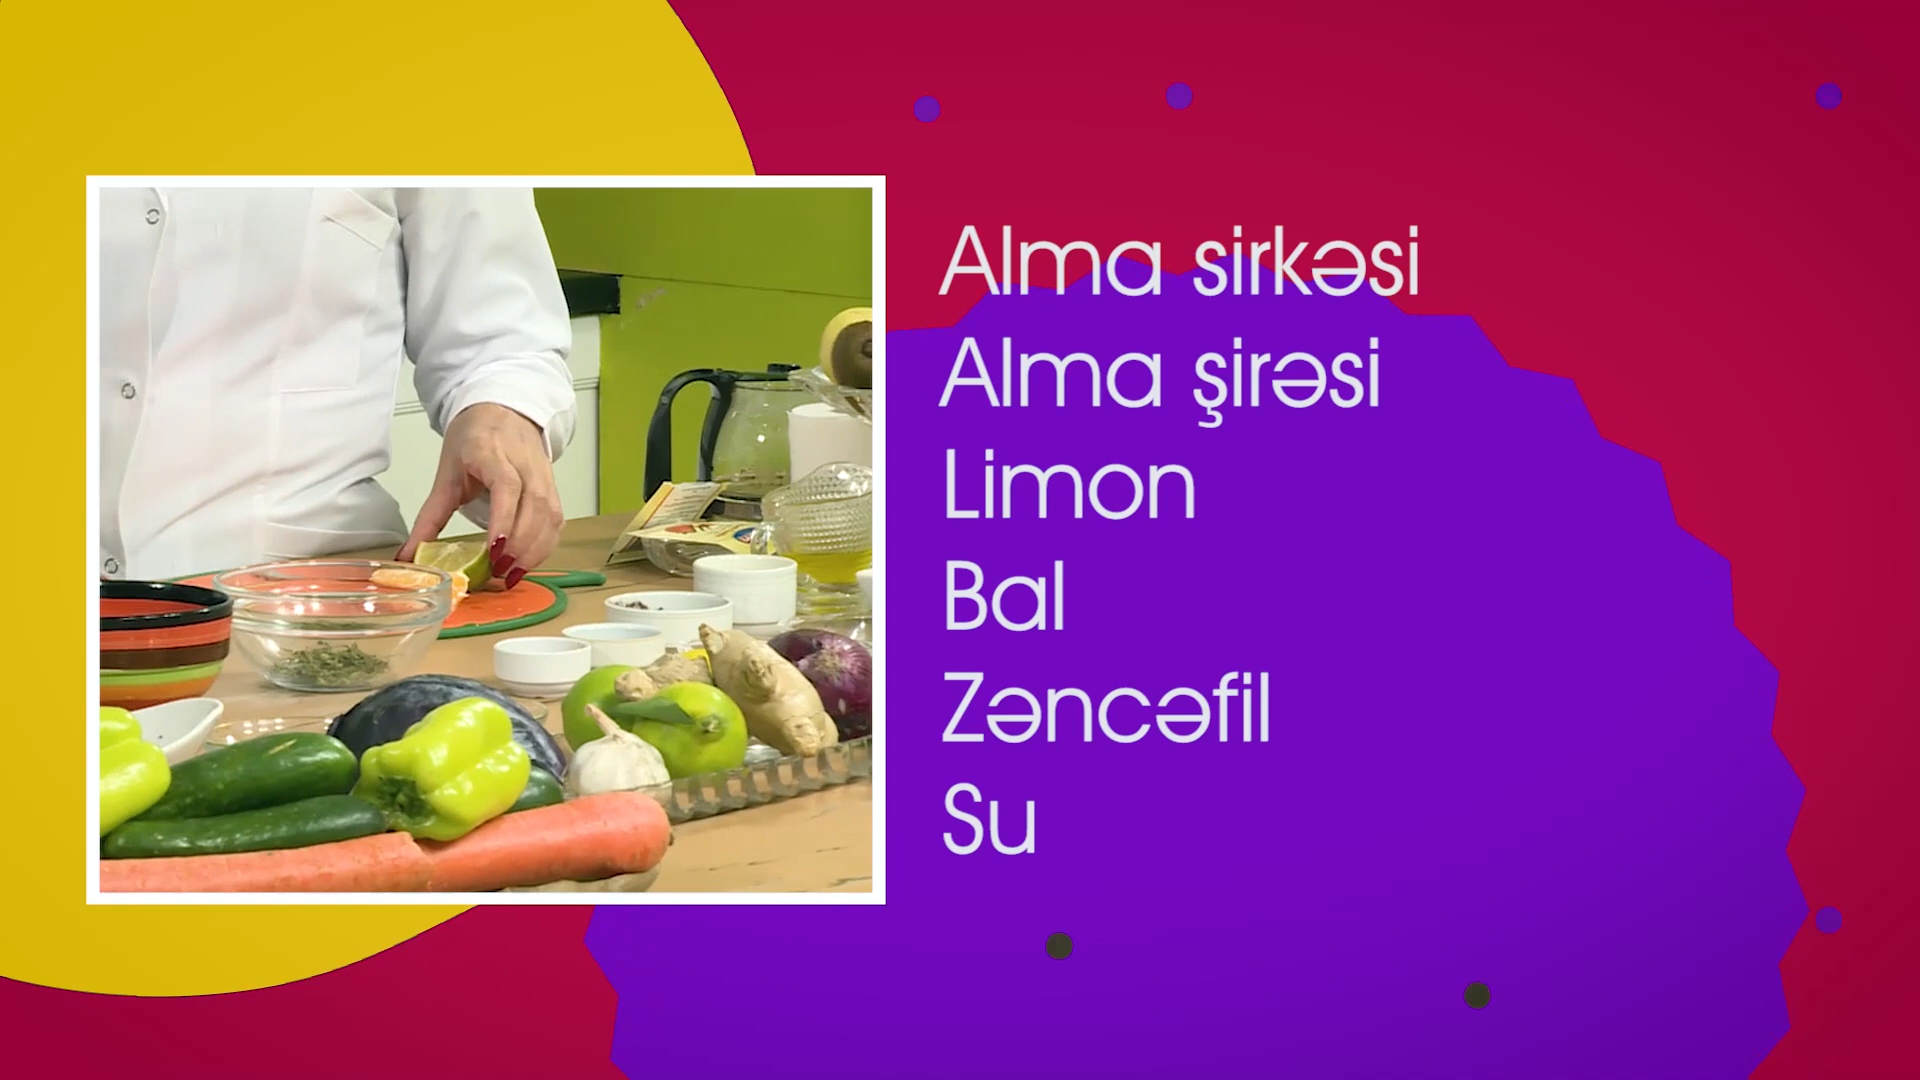 Alma sirkəsi
Alma şirəsi
Limon
Bal
Zəncəfil
Su